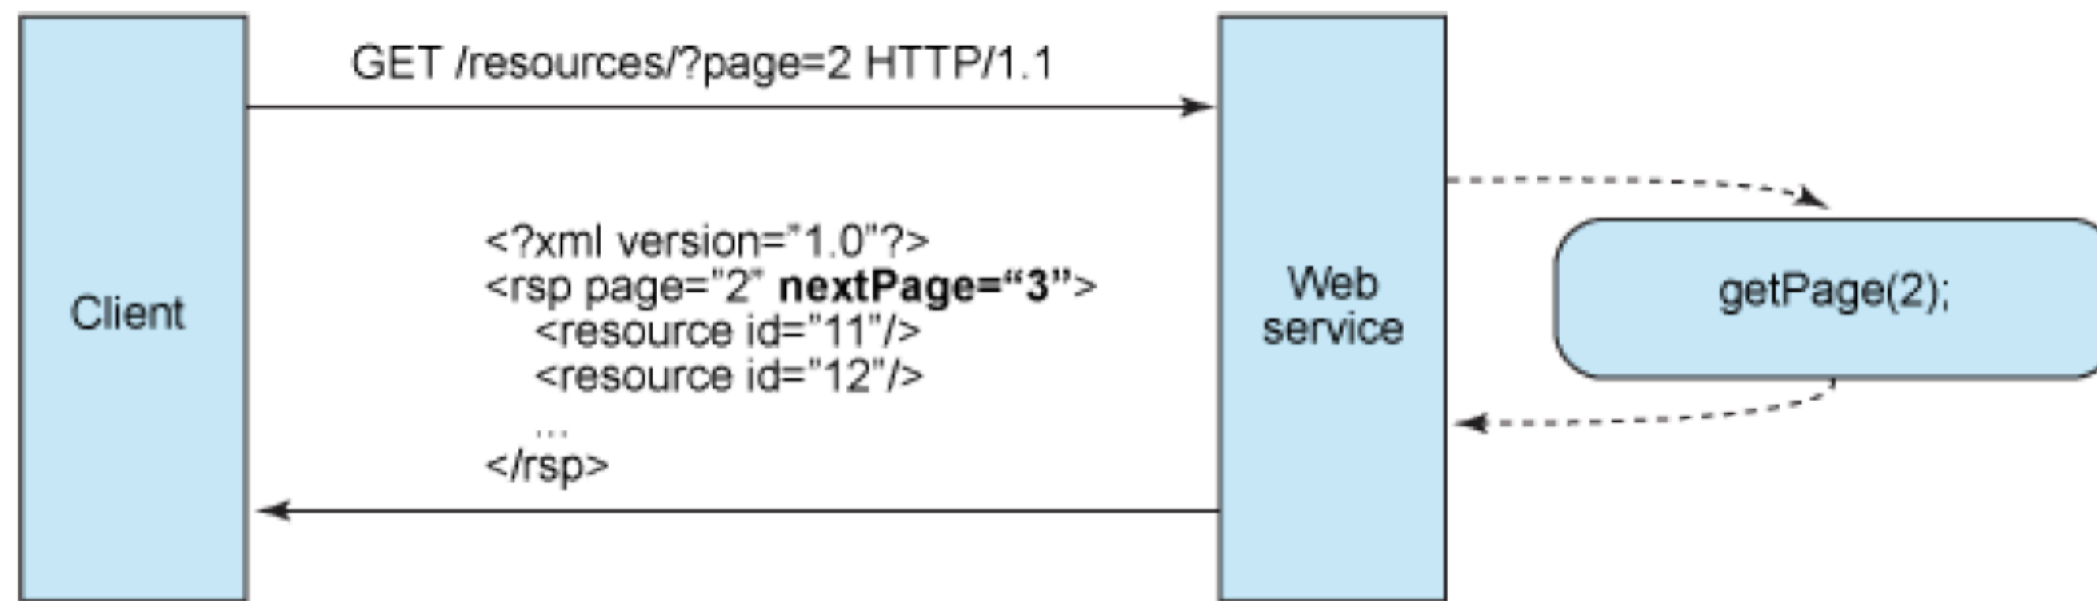 GET /resources/?page=2 HTTP/1.1
Client
<?xml version="1.0"?>
<rsp page="2" nextPage="3">
<resource id="11"/>
<resource id="12"/>
...
</rsp>
Web
service
getPage(2);